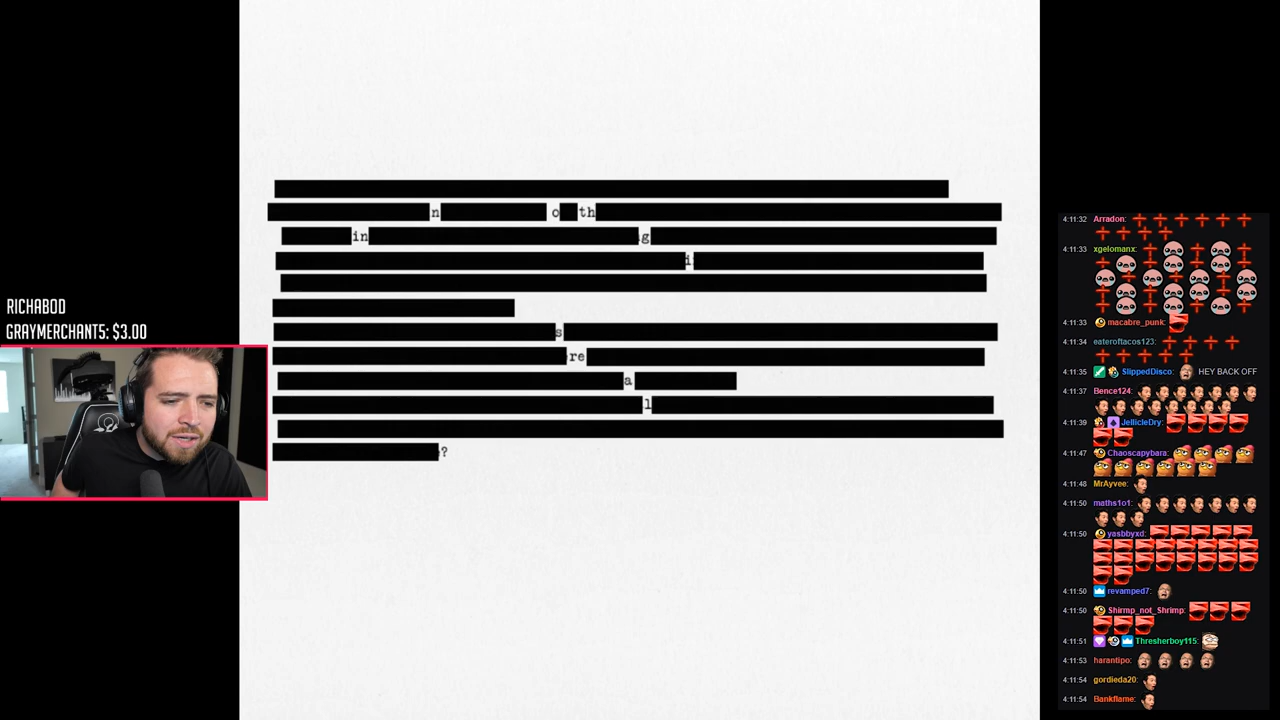 n o th
in g
i
s
re
a
l
?
RICHABOD
GRAYMERCHANT5: $3.00
4:11:32 Arradon:
4:11:33 xgelomanx:
4:11:33 macabre_punk:
4:11:34 eateroftacos123:
4:11:35 SlippedDisco: HEY BACK OFF
4:11:37 Bence124:
4:11:39 JellicleDry:
4:11:47 Chaoscapybara:
4:11:48 MrAyvee:
4:11:50 maths1o1:
4:11:50 yasbbyxd:
4:11:50 revamped7:
4:11:50 Shirmp_not_Shrimp:
4:11:51 Thresherboy115:
4:11:53 harantipo:
4:11:54 gordieda20:
4:11:54 Bankflame: